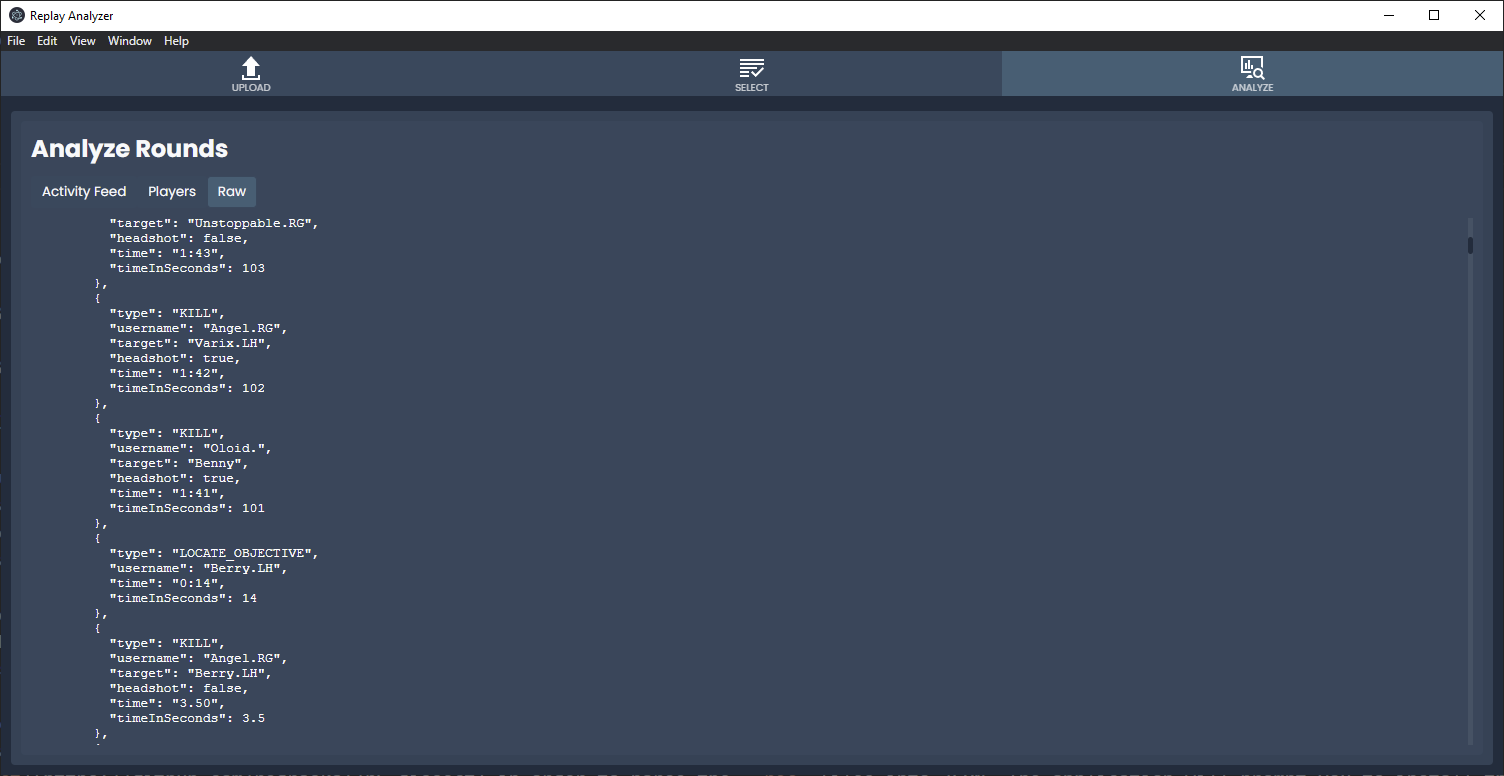 Replay Analyzer
File Edit View Window Help
UPLOAD
SELECT
ANALYZE
Analyze Rounds
Activity Feed Players Raw
"target": "Unstoppable.RG",
"headshot": false,
"time": "1:43",
"timeInSeconds": 103
},
{
"type": "KILL",
"username": "Angel.RG",
"target": "Varix.LH",
"headshot": true,
"time": "1:42",
"timeInSeconds": 102
},
{
"type": "KILL",
"username": "Oloid.",
"target": "Benny",
"headshot": true,
"time": "1:41",
"timeInSeconds": 101
},
{
"type": "LOCATE_OBJECTIVE",
"username": "Berry.LH",
"time": "0:14",
"timeInSeconds": 14
},
{
"type": "KILL",
"username": "Angel.RG",
"target": "Berry.LH",
"headshot": false,
"time": "3.50",
"timeInSeconds": 3.5
},